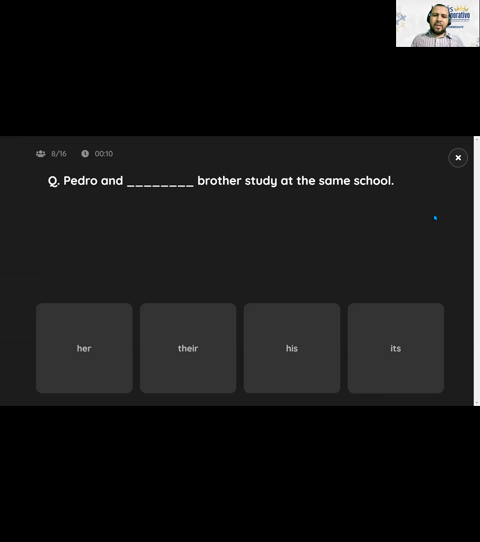 8/16 00:10
Q. Pedro and ________ brother study at the same school.
her
their
his
its